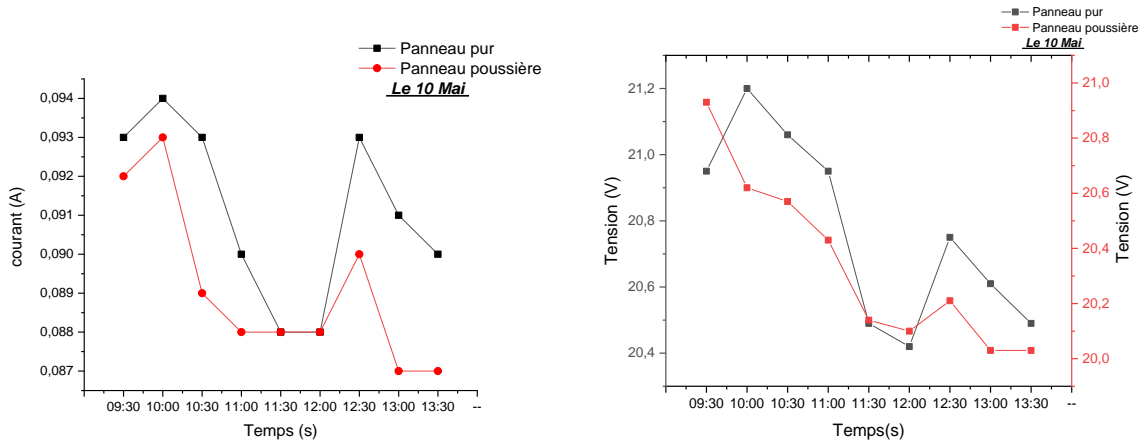 Panneau pur
Panneau poussière
Le 10 Mai
0,094
0,093
0,092
0,091
0,090
0,089
0,088
0,087
courant (A)
09:30 10:00 10:30 11:00 11:30 12:00 12:30 13:00 13:30 --
Temps (s)
Panneau pur
Panneau poussière
Le 10 Mai
21,2
21,0
20,8
20,6
20,4
Tension (V)
21,0
20,8
20,6
20,4
20,2
20,0
Tension (V)
09:30 10:00 10:30 11:00 11:30 12:00 12:30 13:00 13:30 --
Temps(s)